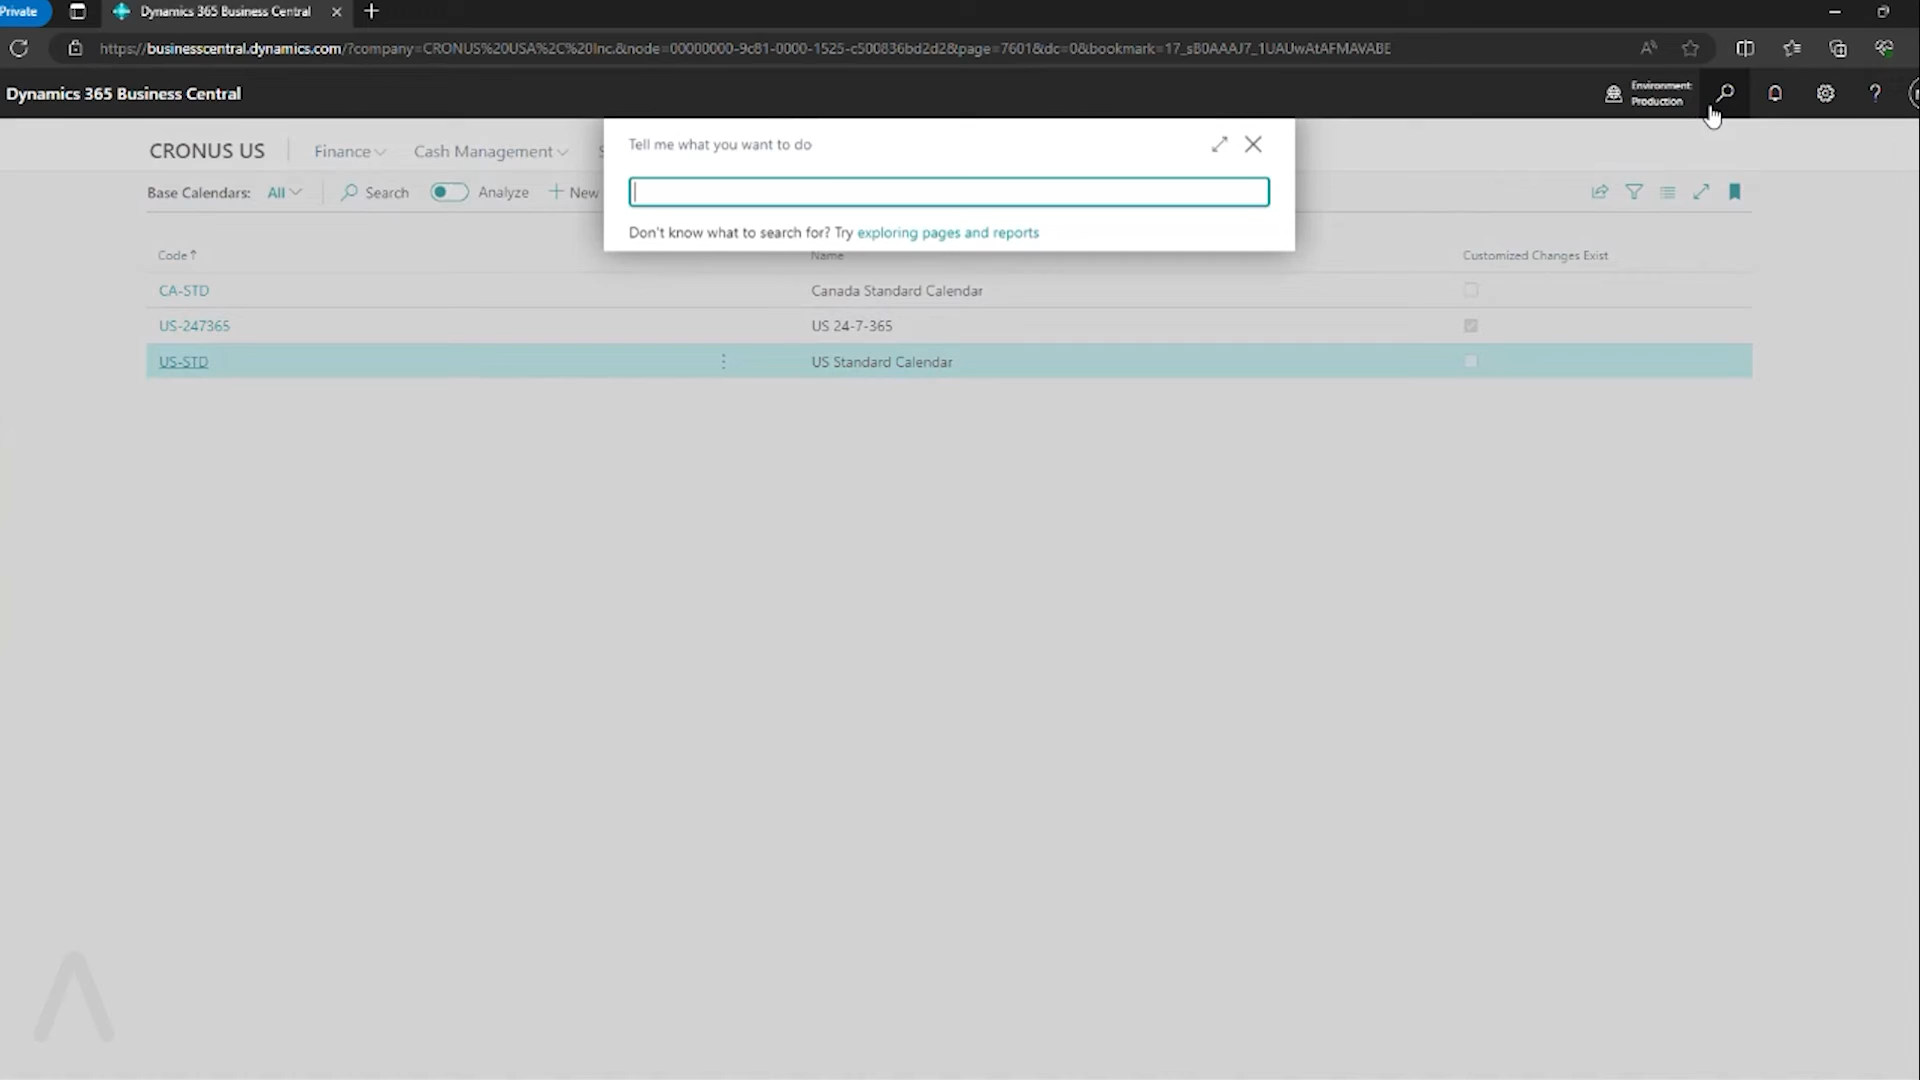 Private
Dynamics 365 Business Central
https://businesscentral.dynamics.com/?company=CRONUS%20USA%2C%20Inc.&node=00000000-9c81-0000-1525-c500836bd2d2&page=7601&dc=0&bookmark=17_sB0AAAJ7_1UAUwAtAFMAVABE
Dynamics 365 Business Central
Environment:
Production
Tell me what you want to do
CRONUS US
Finance
Cash Management
S
Base Calendars:
All
Search
Analyze
New
Don't know what to search for? Try exploring pages and reports
Code↑
Name
Customized Changes Exist
CA-STD
Canada Standard Calendar
US-247365
US 24-7-365
US-STD
US Standard Calendar